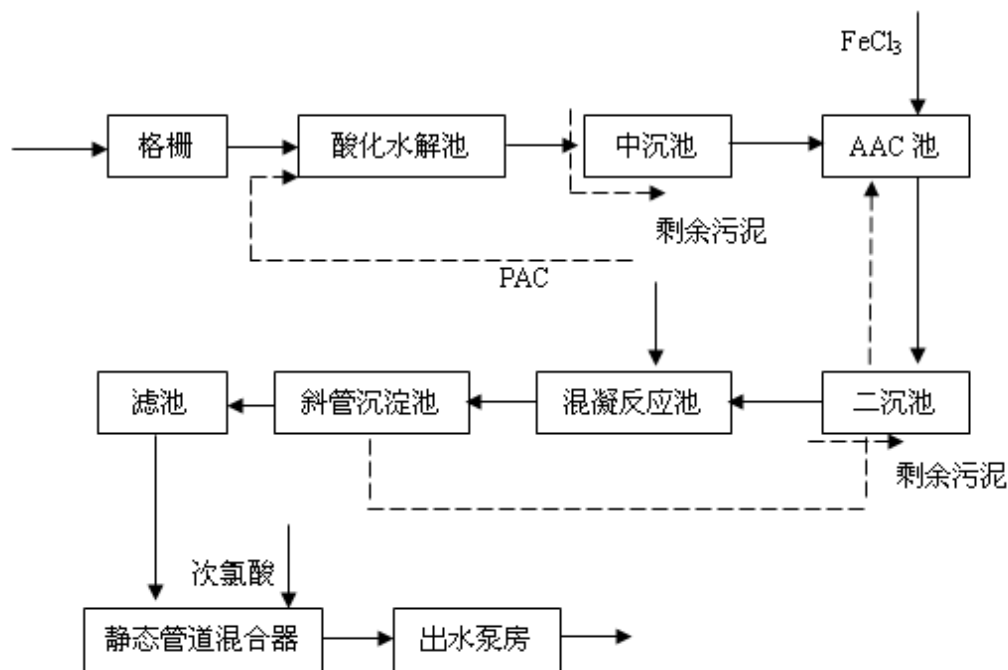 FeCl₃
格栅
酸化水解池
中沉池
AAC 池
剩余污泥
PAC
滤池
斜管沉淀池
混凝反应池
二沉池
剩余污泥
次氯酸
静态管道混合器
出水泵房